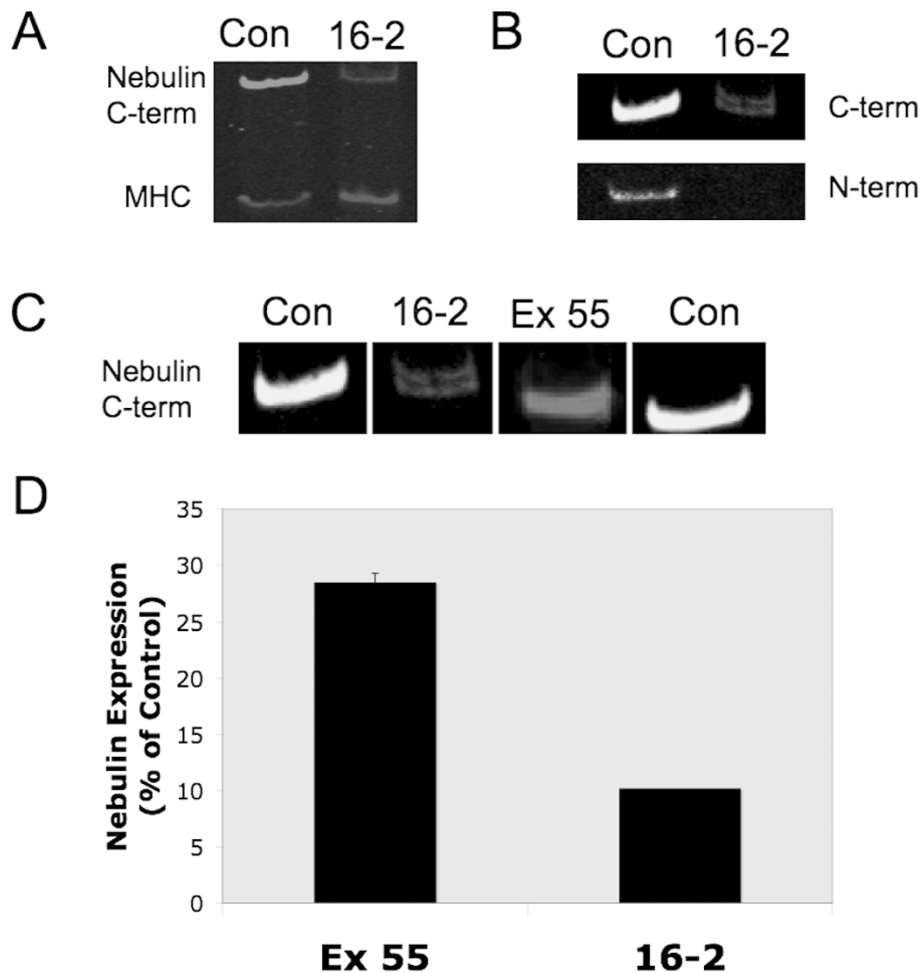 A
Con 16-2
Nebulin
C-term
MHC
B
Con 16-2
C-term
N-term
C
Con 16-2 Ex 55 Con
Nebulin
C-term
D
Nebulin Expression
(% of Control)
35
30
25
20
15
10
5
0
Ex 55 16-2